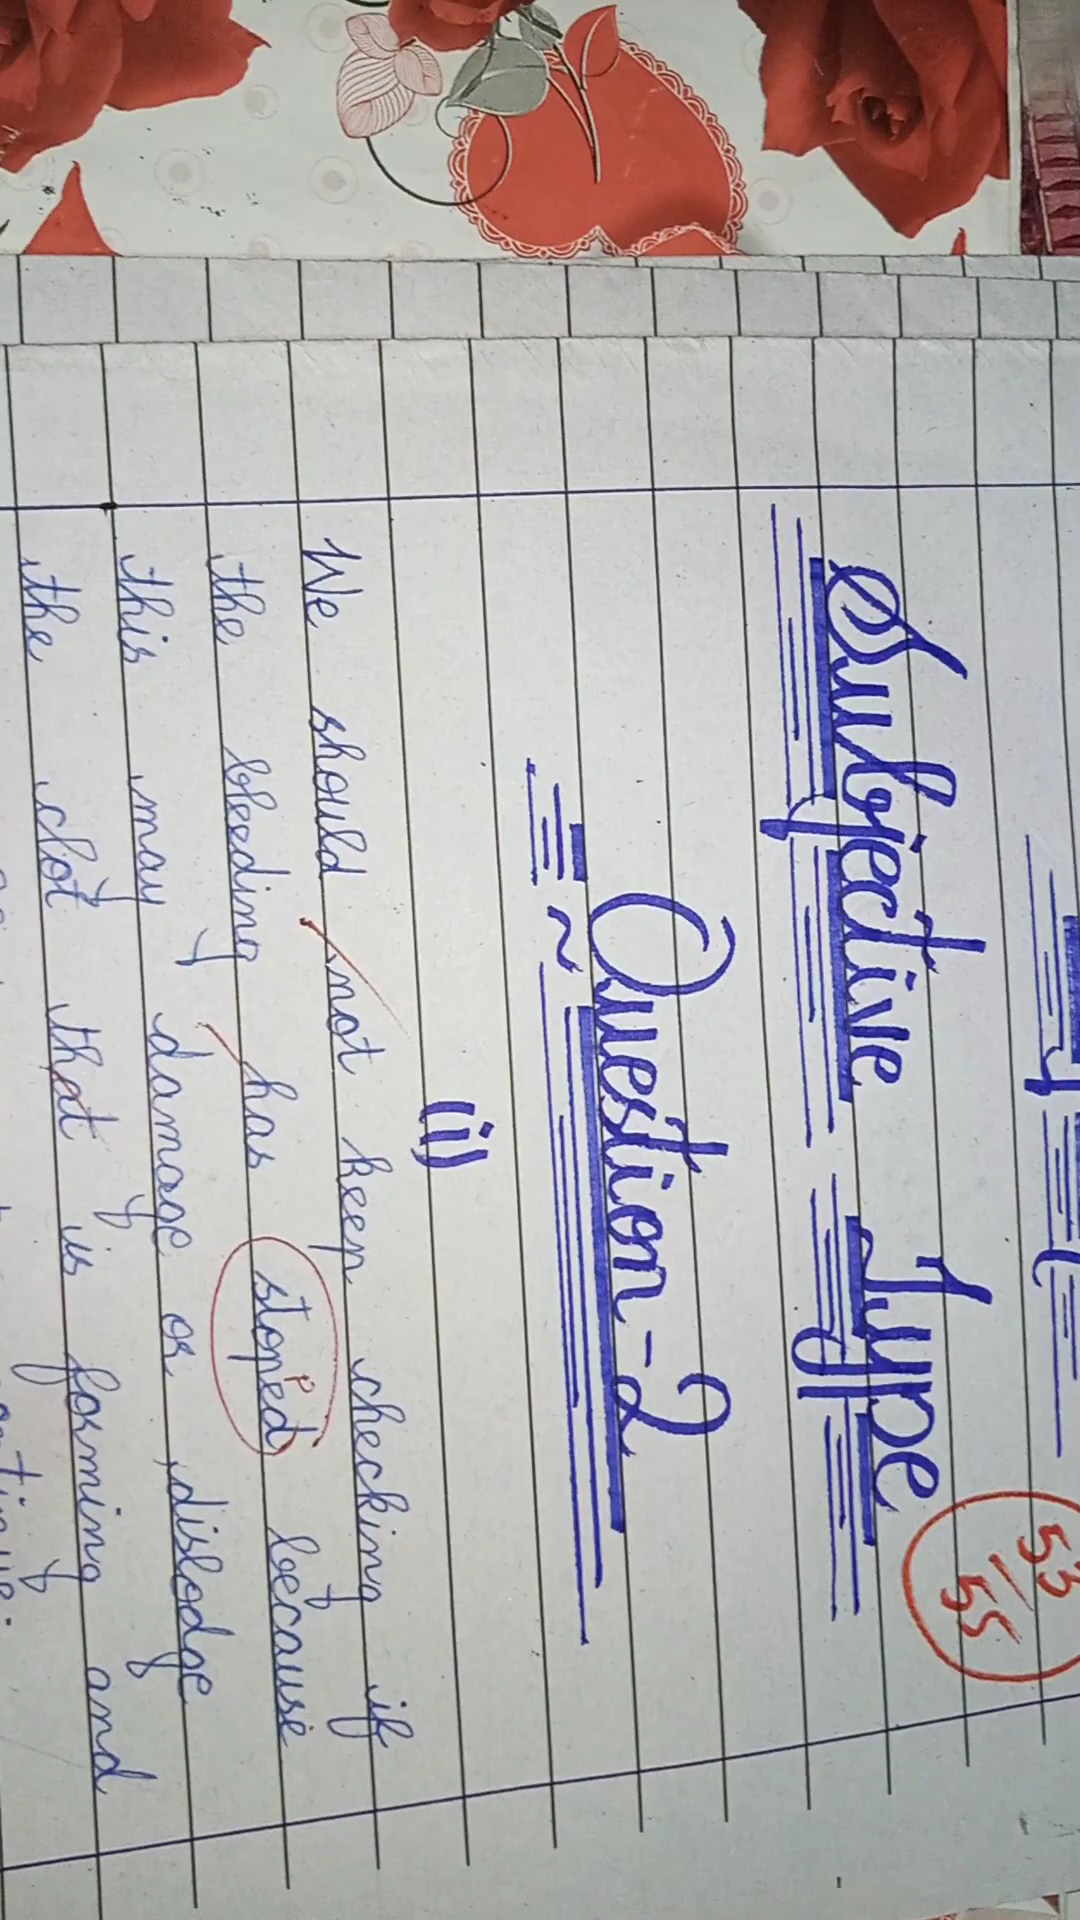 53/55
Subjective Type
Question-2
(i)
We should not keep checking if
the bleeding has stoped because
p
this may damage or dislodge
the clot that is forming and